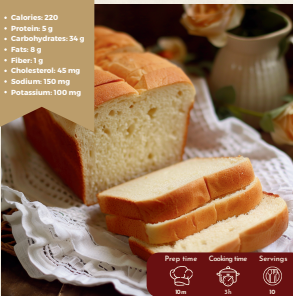 • Calories: 220
• Protein: 5 g
• Carbohydrates: 34 g
• Fats: 8 g
• Fiber: 1 g
• Cholesterol: 45 mg
• Sodium: 150 mg
• Potassium: 100 mg
Prep time Cooking time Servings
10m 3h 10